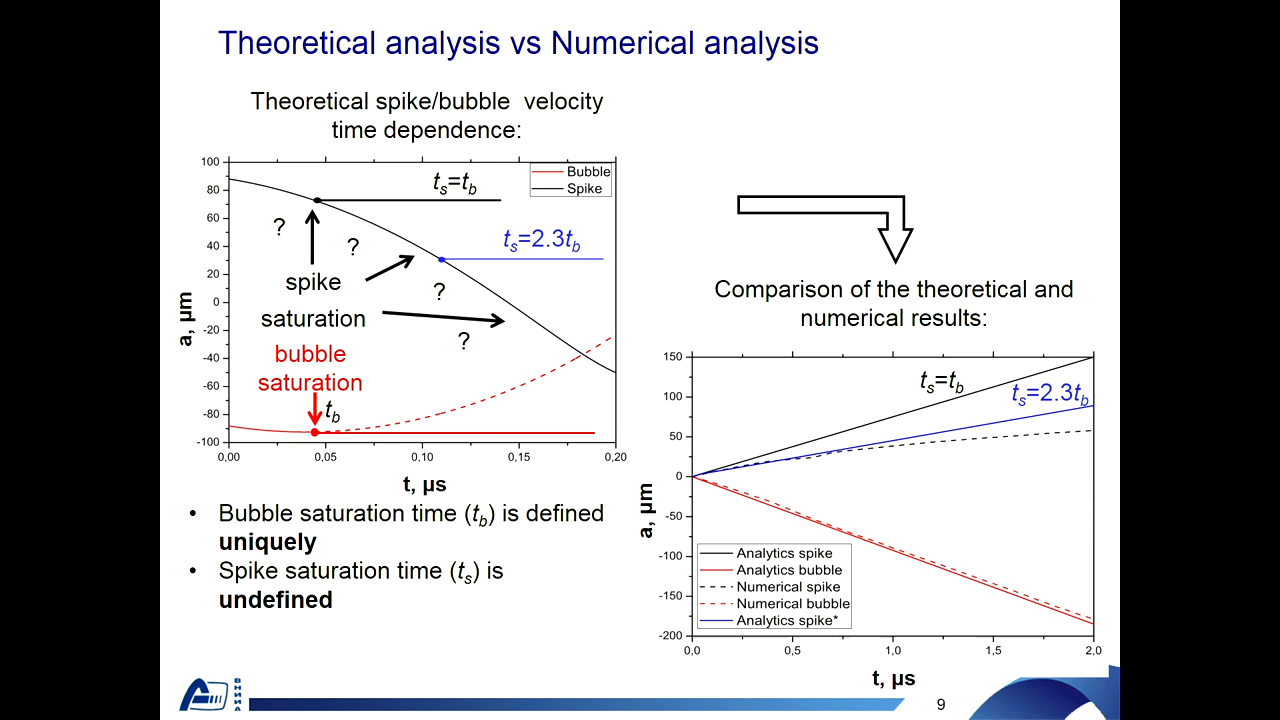 Theoretical analysis vs Numerical analysis
Theoretical spike/bubble velocity
time dependence:
100
80
60
40
20
0
-20
-40
-60
-80
-100
a, µm
Bubble
Spike
ts=tb
ts=2.3tb
?
?
?
?
spike
saturation
bubble
saturation
tb
0,00
0,05
0,10
0,15
0,20
t, µs
• Bubble saturation time (tb) is defined
uniquely
• Spike saturation time (ts) is
undefined
Comparison of the theoretical and
numerical results:
150
100
50
0
-50
-100
-150
-200
a, µm
ts=tb
ts=2.3tb
Analytics spike
Analytics bubble
Numerical spike
Numerical bubble
Analytics spike*
0,0
0,5
1,0
1,5
2,0
t, µs
ВНИИА
9